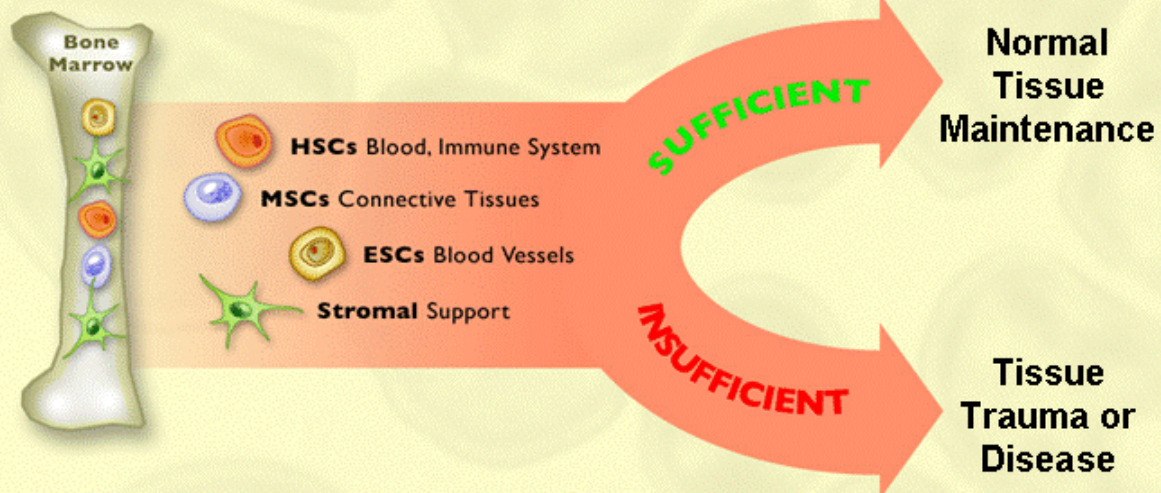 Bone
Marrow
HSCs Blood, Immune System
MSCs Connective Tissues
ESCs Blood Vessels
Stromal Support
SUFFICIENT
INSUFFICIENT
Normal
Tissue
Maintenance
Tissue
Trauma or
Disease